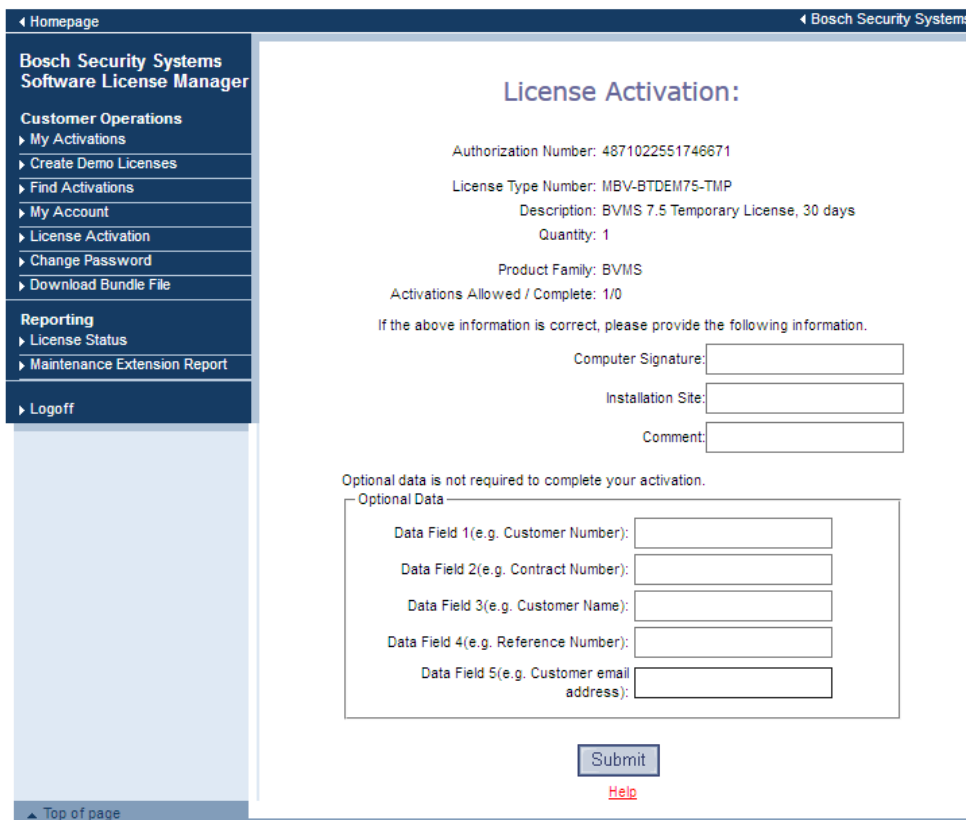 Homepage
Bosch Security Systems
Bosch Security Systems
Software License Manager
Customer Operations
My Activations
Create Demo Licenses
Find Activations
My Account
License Activation
Change Password
Download Bundle File
Reporting
License Status
Maintenance Extension Report
Logoff
Top of page
License Activation:
Authorization Number: 4871022551746671
License Type Number: MBV-BTDEM75-TMP
Description: BVMS 7.5 Temporary License, 30 days
Quantity: 1
Product Family: BVMS
Activations Allowed / Complete: 1/0
If the above information is correct, please provide the following information.
Computer Signature:
Installation Site:
Comment:
Optional data is not required to complete your activation.
Optional Data
Data Field 1(e.g. Customer Number):
Data Field 2(e.g. Contract Number):
Data Field 3(e.g. Customer Name):
Data Field 4(e.g. Reference Number):
Data Field 5(e.g. Customer email
address):
Submit
Help